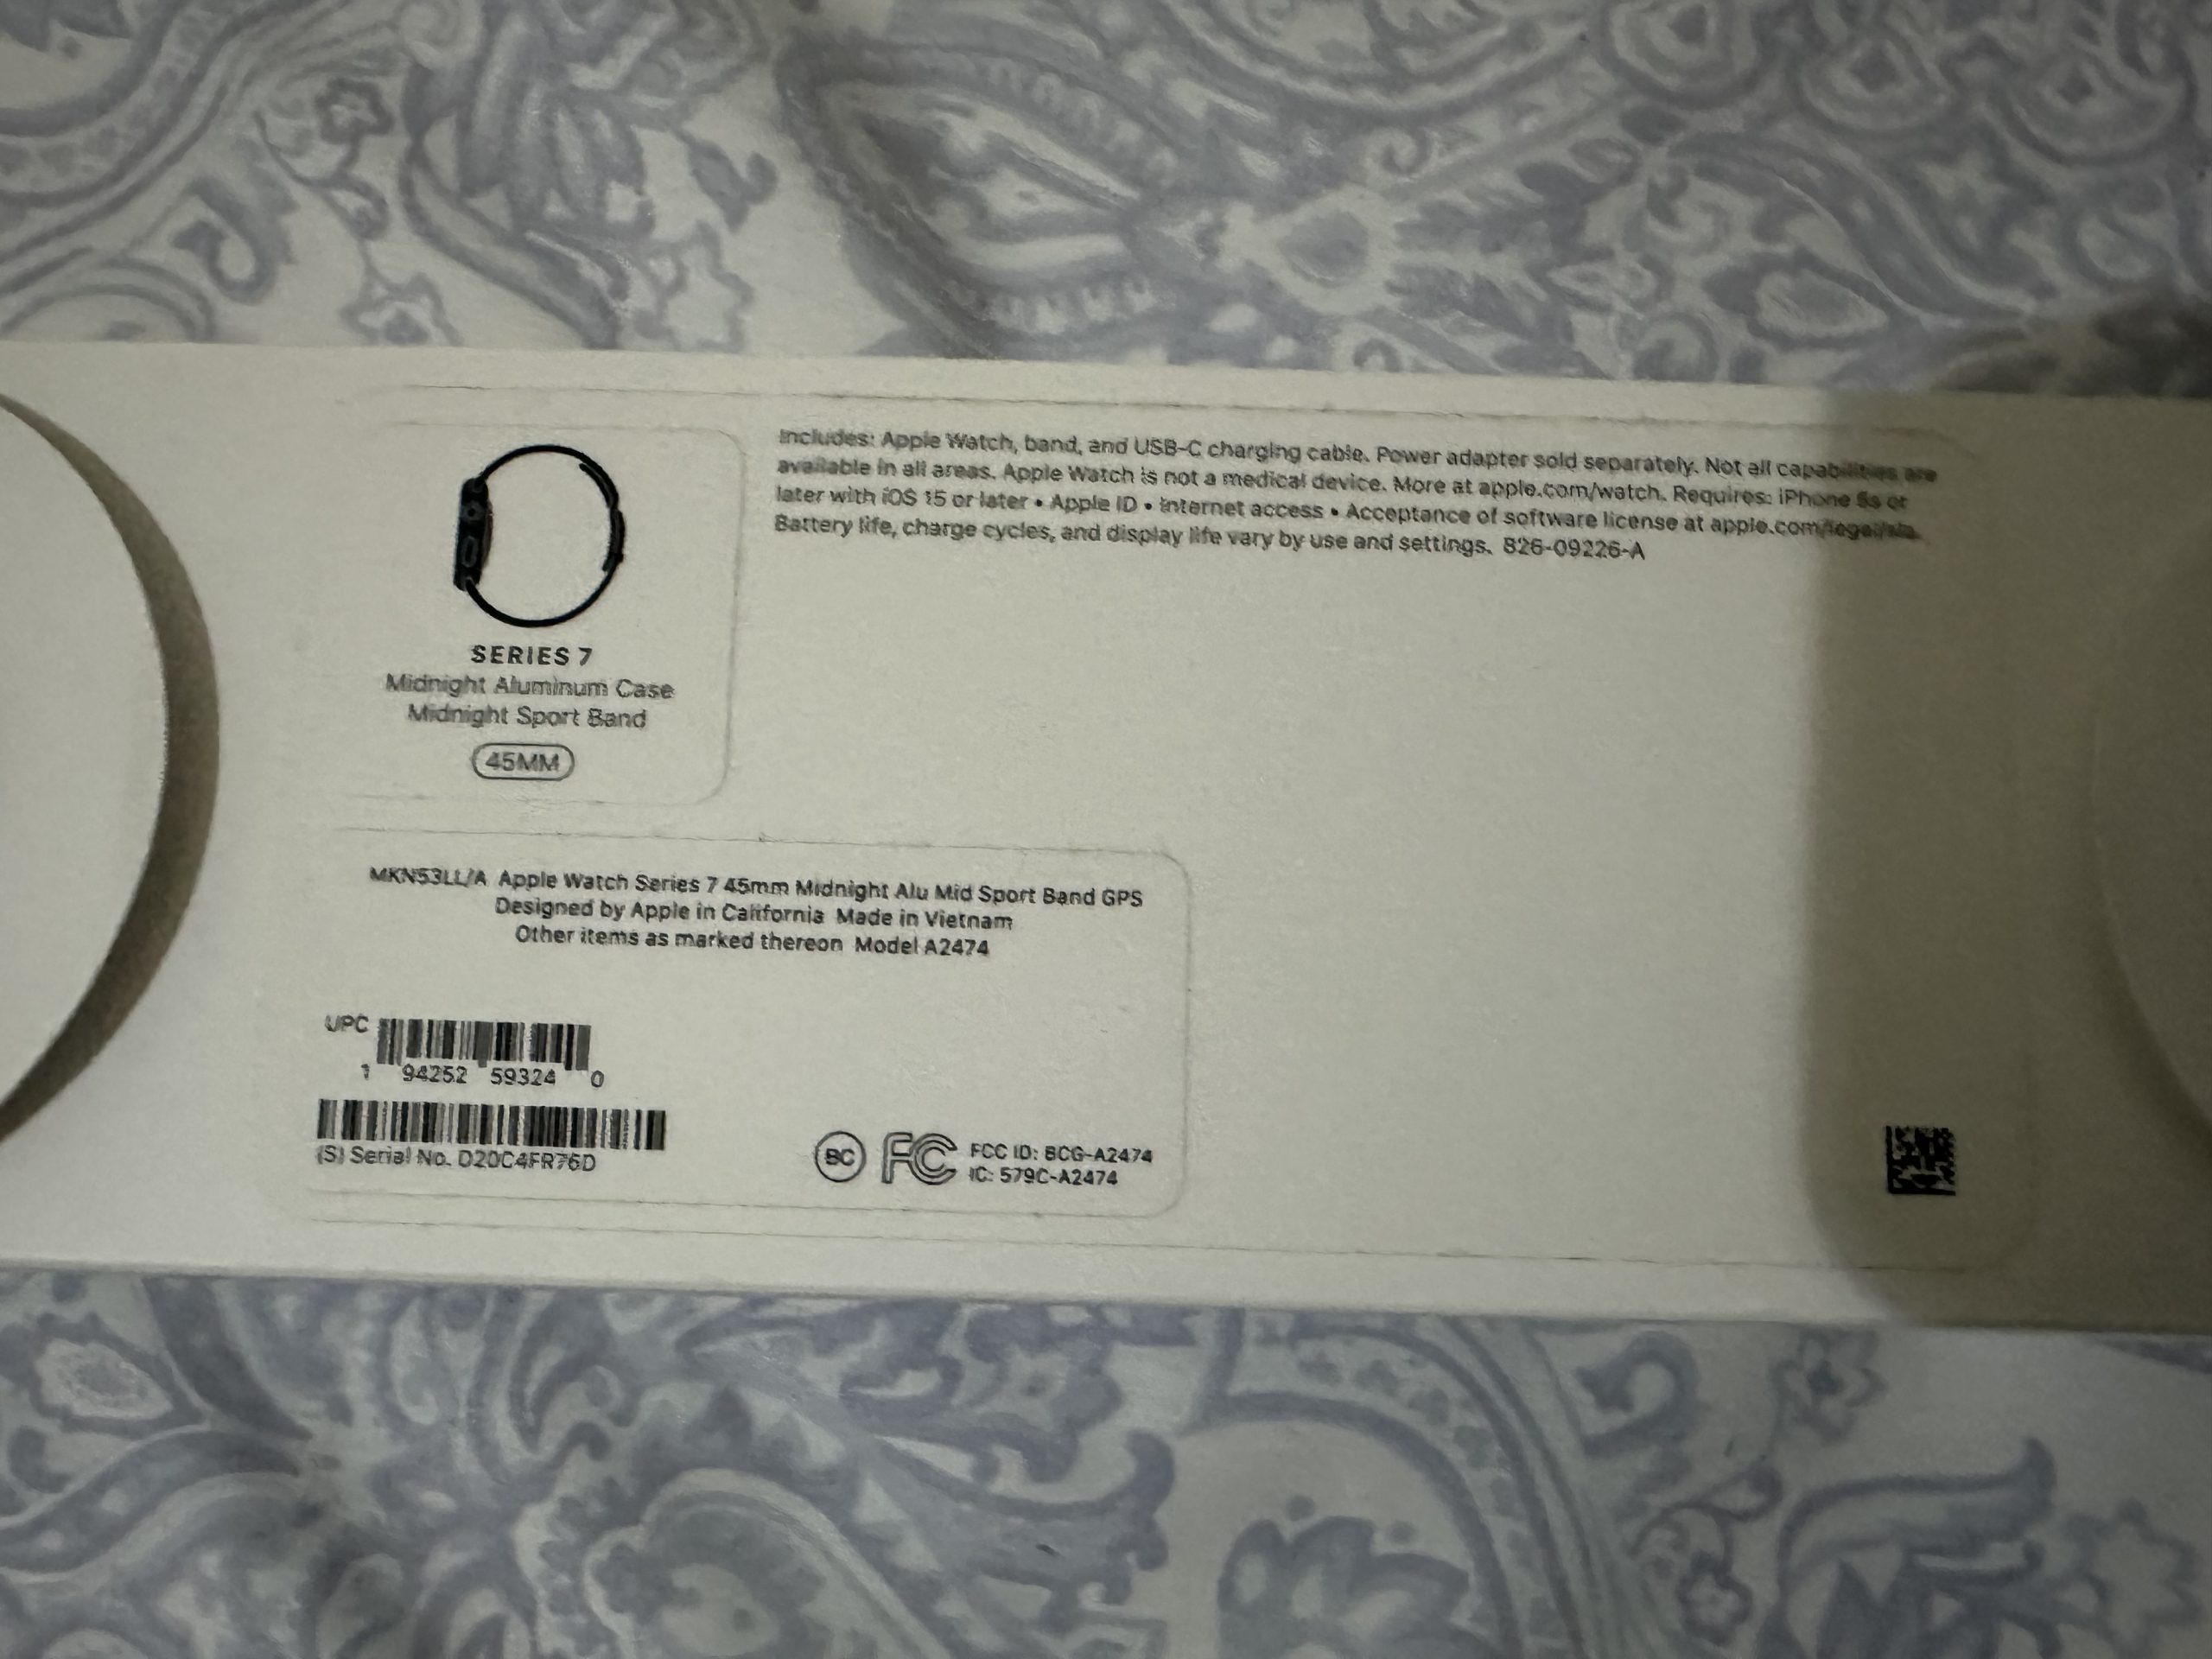 Includes: Apple Watch, band, and USB-C charging cable. Power adapter sold separately. Not all capabilities are
available in all areas. Apple Watch is not a medical device. More at apple.com/watch. Requires: iPhone 6s or
later with iOS 15 or later • Apple ID • Internet access • Acceptance of software license at apple.com/legal/sla.
Battery life, charge cycles, and display life vary by use and settings. 826-09226-A
SERIES 7
Midnight Aluminum Case
Midnight Sport Band
45MM
MKN53LL/A Apple Watch Series 7 45mm Midnight Alu Mid Sport Band GPS
Designed by Apple in California Made in Vietnam
Other items as marked thereon Model A2474
UPC
1 94252 59324 0
(S) Serial No. D20C4FR76D
BC FC FCC ID: BCG-A2474
IC: 579C-A2474